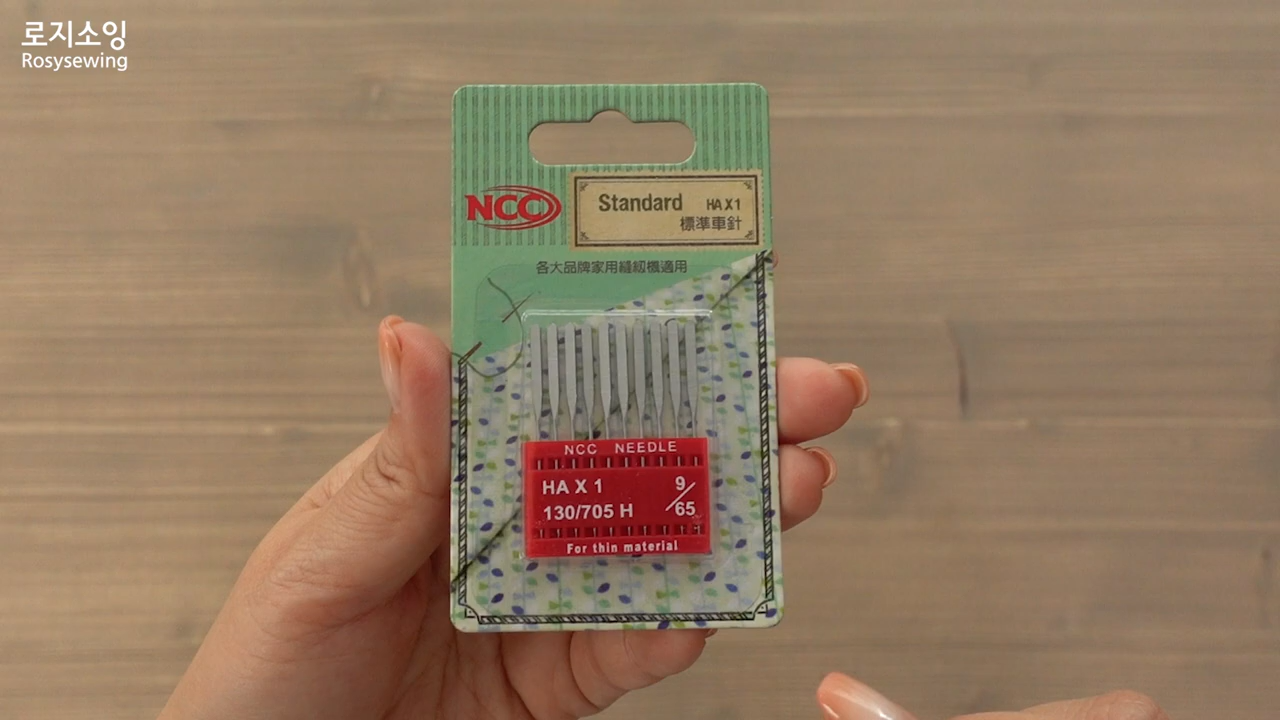 로지소잉
Rosysewing
NCC
Standard HA X 1
標準車針
各大品牌家用縫紉機適用
NCC NEEDLE
HA X 1
9/65
130/705 H
For thin material